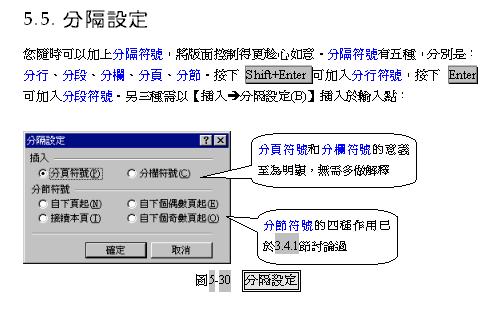 5.5. 分隔設定
您隨時可以加上分隔符號，將版面控制得更趁心如意。分隔符號有五種，分別是：
分行、分段、分欄、分頁、分節。按下 Shift+Enter 可加入分行符號，按下 Enter
可加入分段符號。另三種需以【插入→分隔設定(B)】插入於輸入點：
分隔設定
插入
分頁符號(P) 分欄符號(C)
分節符號
自下頁起(N) 自下個偶數頁起(E)
接續本頁(T) 自下個奇數頁起(O)
確定 取消
分頁符號和分欄符號的意義
至為明顯，無需多做解釋
分節符號的四種作用已
於3.4.1節討論過
圖5-30 分隔設定